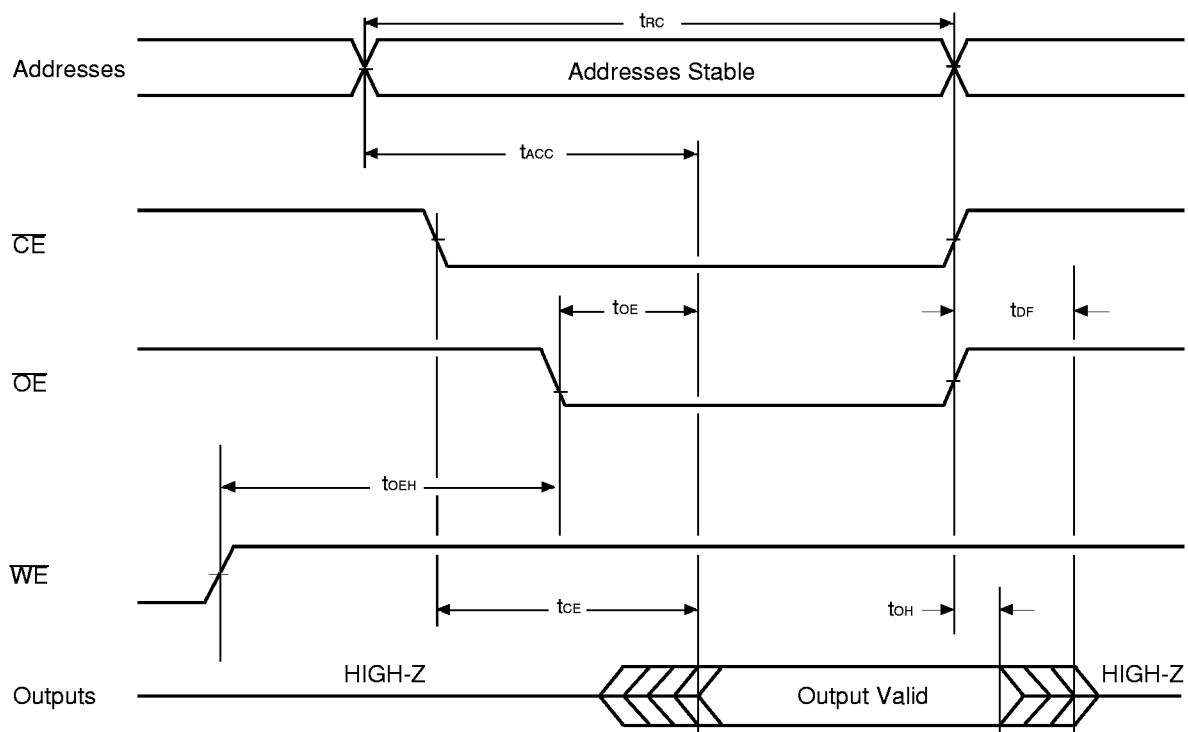 tRC
Addresses
Addresses Stable
tACC
CE
tOE
tDF
OE
tOEH
WE
tCE
tOH
HIGH-Z
HIGH-Z
Outputs
Output Valid